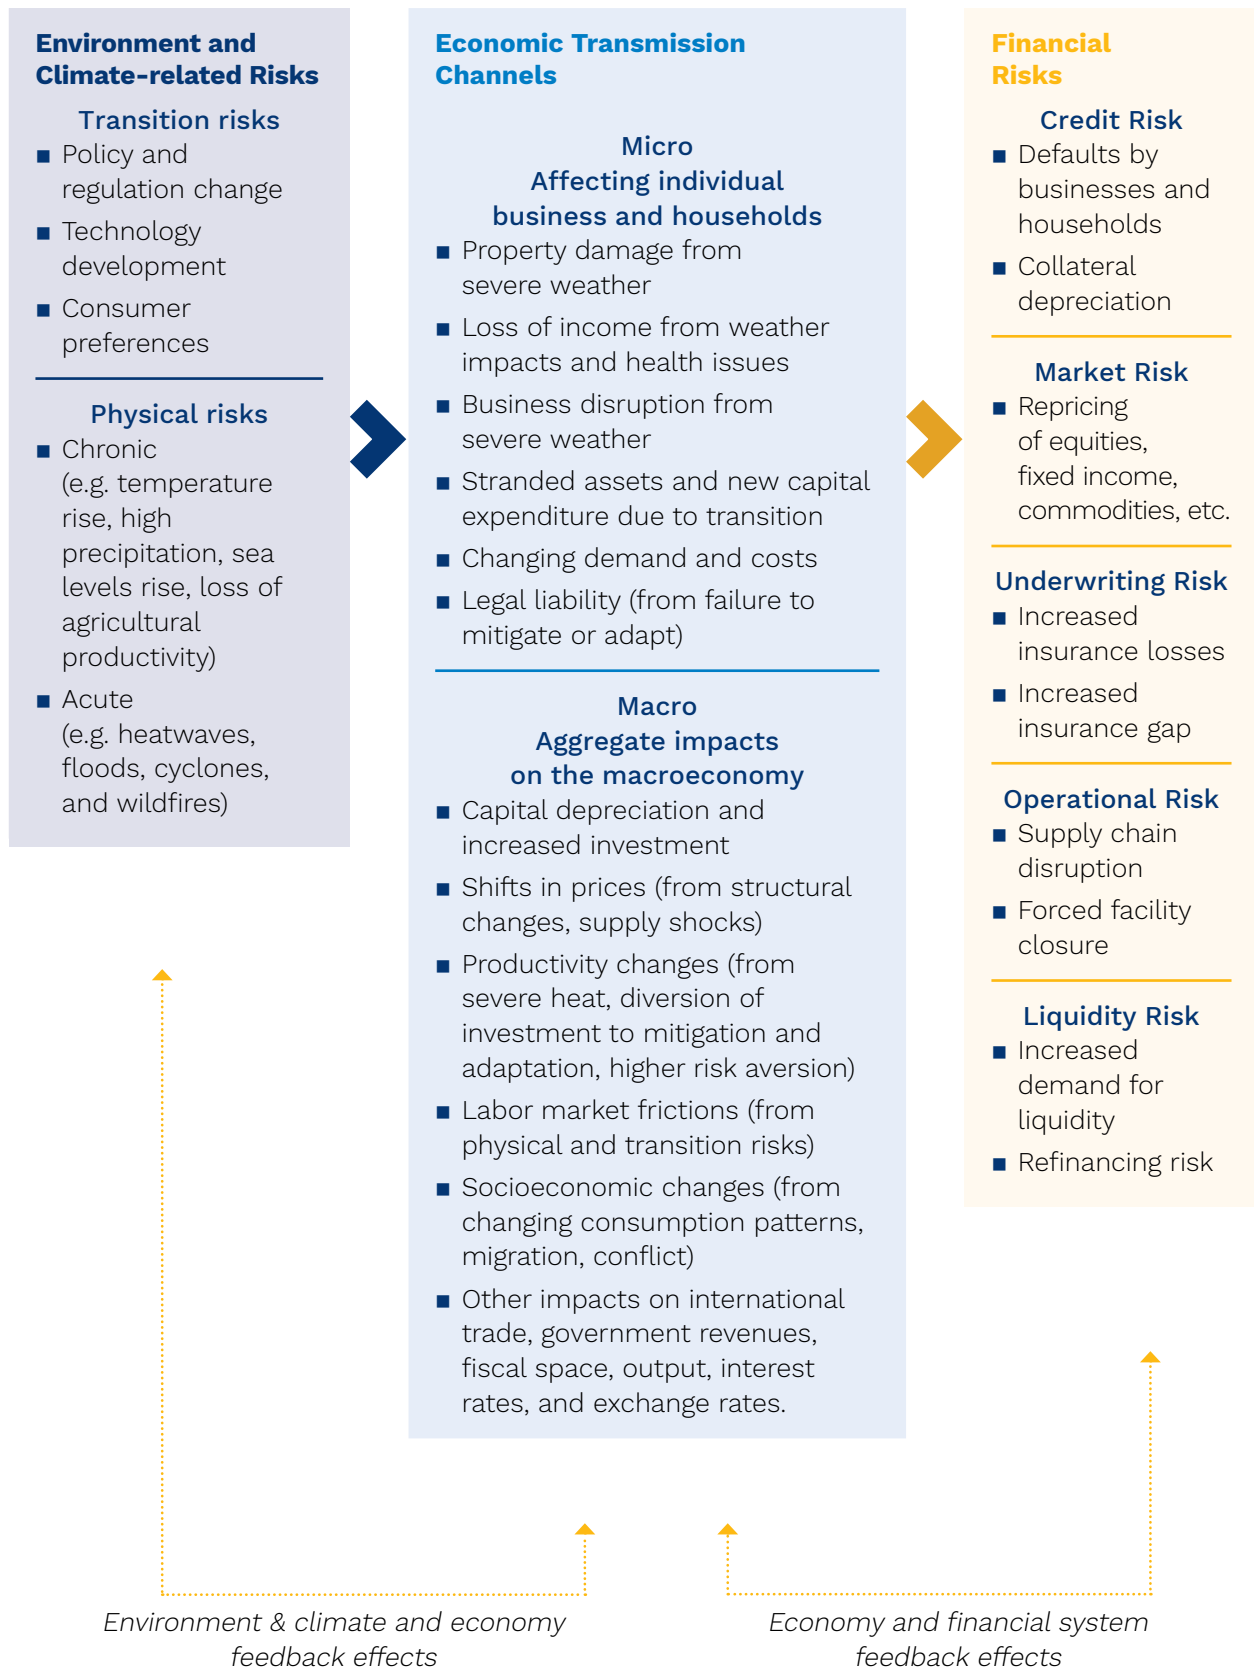 Environment and
Climate-related Risks
Transition risks
■ Policy and
regulation change
■ Technology
development
■ Consumer
preferences
Physical risks
■ Chronic
(e.g. temperature
rise, high
precipitation, sea
levels rise, loss of
agricultural
productivity)
■ Acute
(e.g. heatwaves,
floods, cyclones,
and wildfires)
Economic Transmission
Channels
Micro
Affecting individual
business and households
■ Property damage from
severe weather
■ Loss of income from weather
impacts and health issues
■ Business disruption from
severe weather
■ Stranded assets and new capital
expenditure due to transition
■ Changing demand and costs
■ Legal liability (from failure to
mitigate or adapt)
Macro
Aggregate impacts
on the macroeconomy
■ Capital depreciation and
increased investment
■ Shifts in prices (from structural
changes, supply shocks)
■ Productivity changes (from
severe heat, diversion of
investment to mitigation and
adaptation, higher risk aversion)
■ Labor market frictions (from
physical and transition risks)
■ Socioeconomic changes (from
changing consumption patterns,
migration, conflict)
■ Other impacts on international
trade, government revenues,
fiscal space, output, interest
rates, and exchange rates.
Financial
Risks
Credit Risk
■ Defaults by
businesses and
households
■ Collateral
depreciation
Market Risk
■ Repricing
of equities,
fixed income,
commodities, etc.
Underwriting Risk
■ Increased
insurance losses
■ Increased
insurance gap
Operational Risk
■ Supply chain
disruption
■ Forced facility
closure
Liquidity Risk
■ Increased
demand for
liquidity
■ Refinancing risk
Environment & climate and economy
feedback effects
Economy and financial system
feedback effects